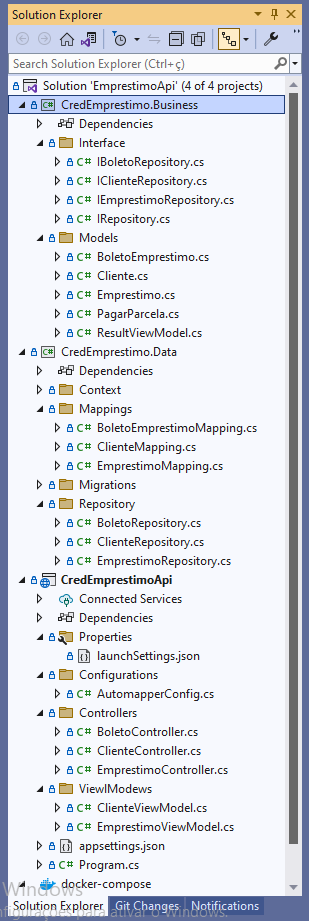 Solution Explorer
Search Solution Explorer (Ctrl+ç)
Solution 'EmprestimoApi' (4 of 4 projects)
CredEmprestimo.Business
Dependencies
Interface
C# IBoletoRepository.cs
C# IClienteRepository.cs
C# IEmprestimoRepository.cs
C# IRepository.cs
Models
C# BoletoEmprestimo.cs
C# Cliente.cs
C# Emprestimo.cs
C# PagarParcela.cs
C# ResultViewModel.cs
CredEmprestimo.Data
Dependencies
Context
Mappings
C# BoletoEmprestimoMapping.cs
C# ClienteMapping.cs
C# EmprestimoMapping.cs
Migrations
Repository
C# BoletoRepository.cs
C# ClienteRepository.cs
C# EmprestimoRepository.cs
CredEmprestimoApi
Connected Services
Dependencies
Properties
launchSettings.json
Configurations
C# AutomapperConfig.cs
Controllers
C# BoletoController.cs
C# ClienteController.cs
C# EmprestimoController.cs
ViewlModews
C# ClienteViewModel.cs
C# EmprestimoViewModel.cs
appsettings.json
C# Program.cs
docker-compose
Windows
Solution Explorer Git Changes Notifications